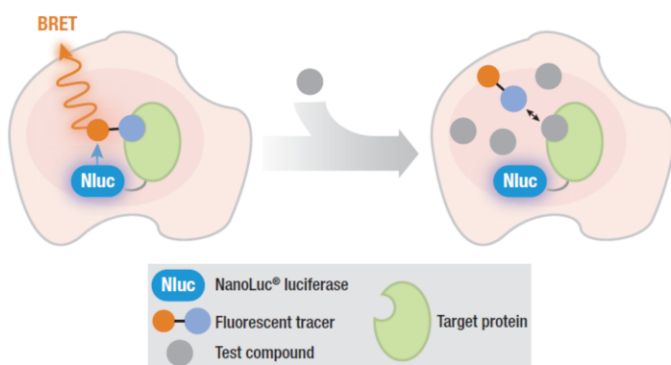 BRET
Nluc
Nluc
Nluc NanoLuc® luciferase
Fluorescent tracer
Target protein
Test compound